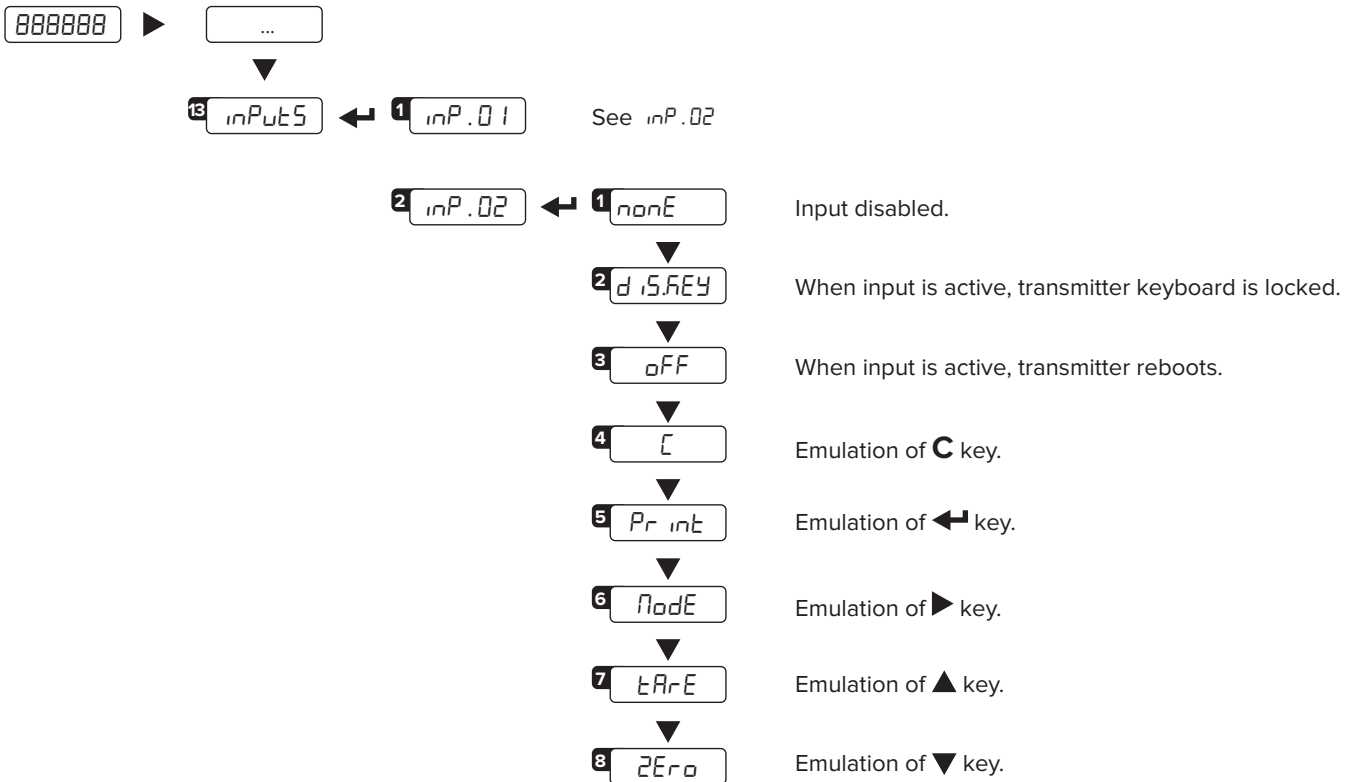 888888 ▶ ...
▼
13 inPutS ↵ 1 inP.01 See inP.02
2 inP.02 ↵ 1 nonE Input disabled.
▼
2 diS.KEY When input is active, transmitter keyboard is locked.
▼
3 oFF When input is active, transmitter reboots.
▼
4 C Emulation of C key.
▼
5 Print Emulation of ↵ key.
▼
6 ModE Emulation of ▶ key.
▼
7 tArE Emulation of ▲ key.
▼
8 ZEro Emulation of ▼ key.